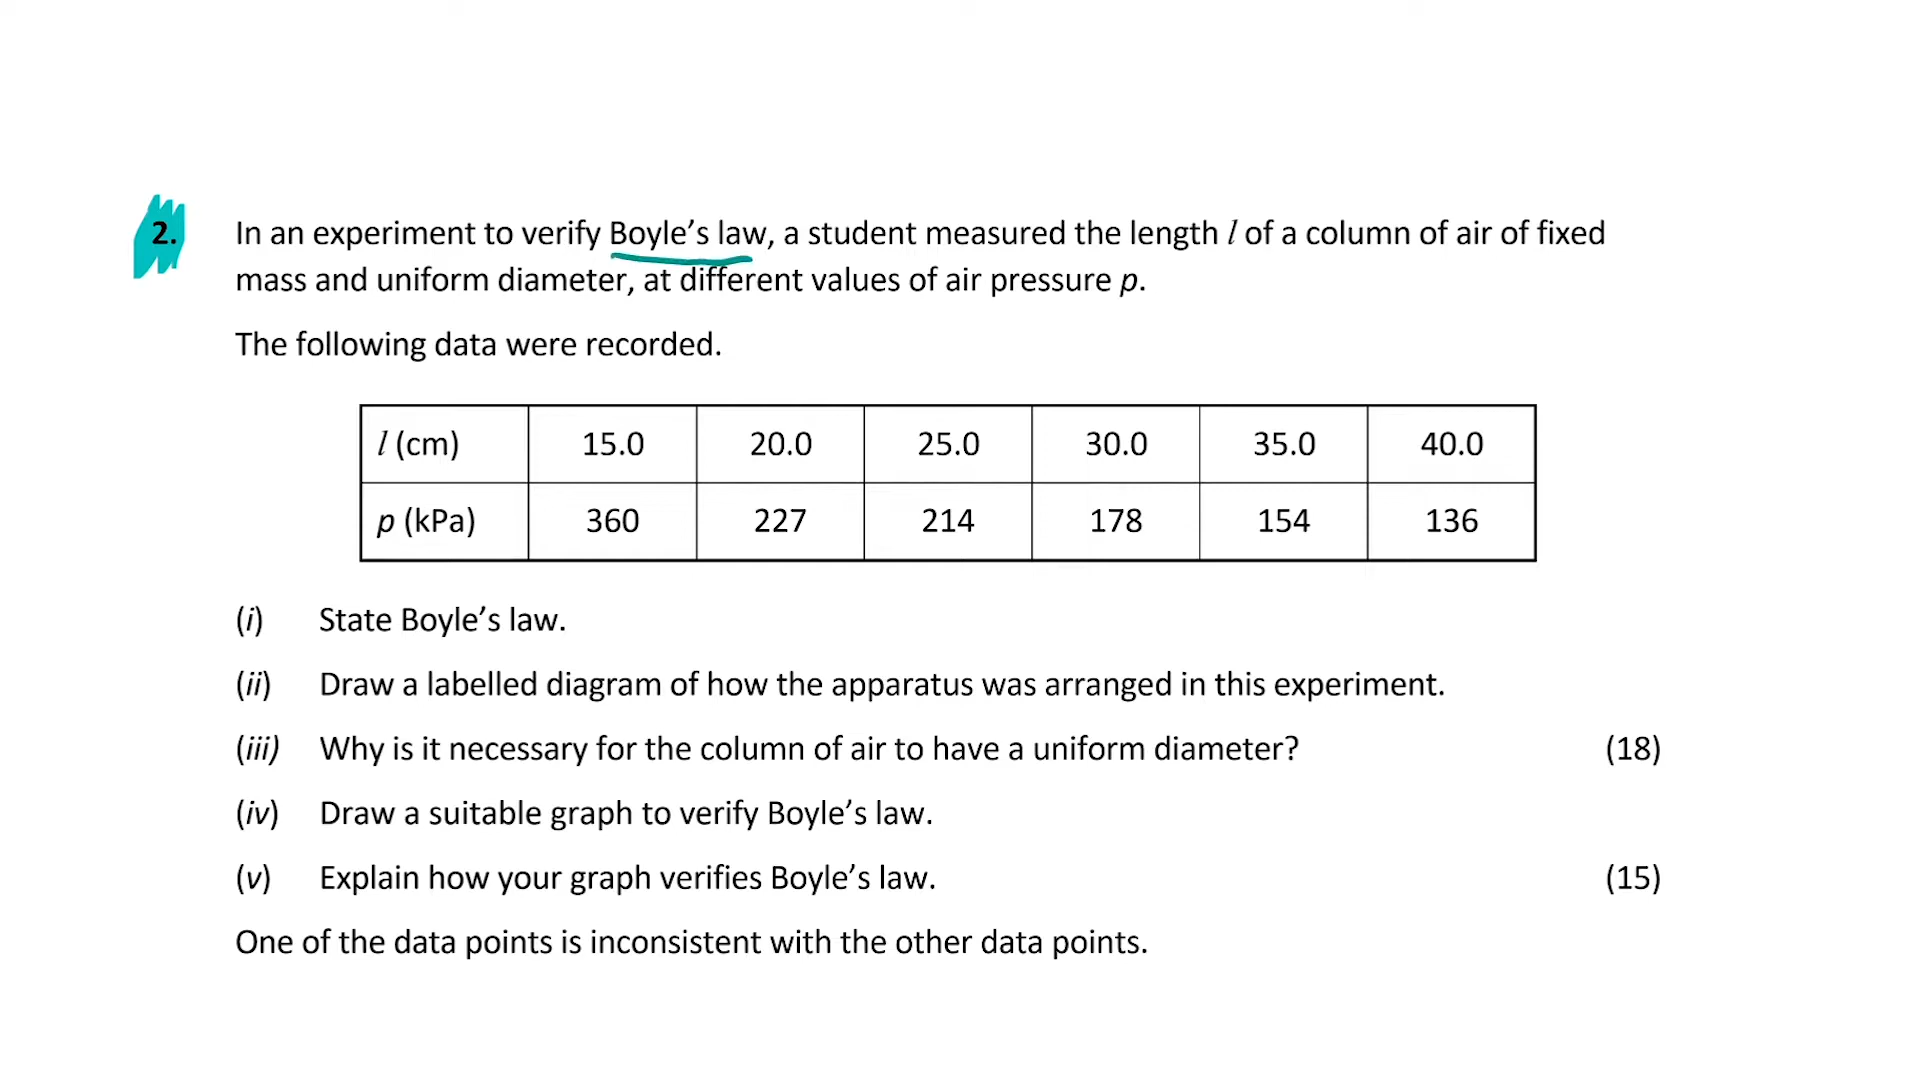 2. In an experiment to verify Boyle’s law, a student measured the length l of a column of air of fixed
mass and uniform diameter, at different values of air pressure p.
The following data were recorded.
l (cm) 15.0 20.0 25.0 30.0 35.0 40.0
p (kPa) 360 227 214 178 154 136
(i) State Boyle’s law.
(ii) Draw a labelled diagram of how the apparatus was arranged in this experiment.
(iii) Why is it necessary for the column of air to have a uniform diameter? (18)
(iv) Draw a suitable graph to verify Boyle’s law.
(v) Explain how your graph verifies Boyle’s law. (15)
One of the data points is inconsistent with the other data points.